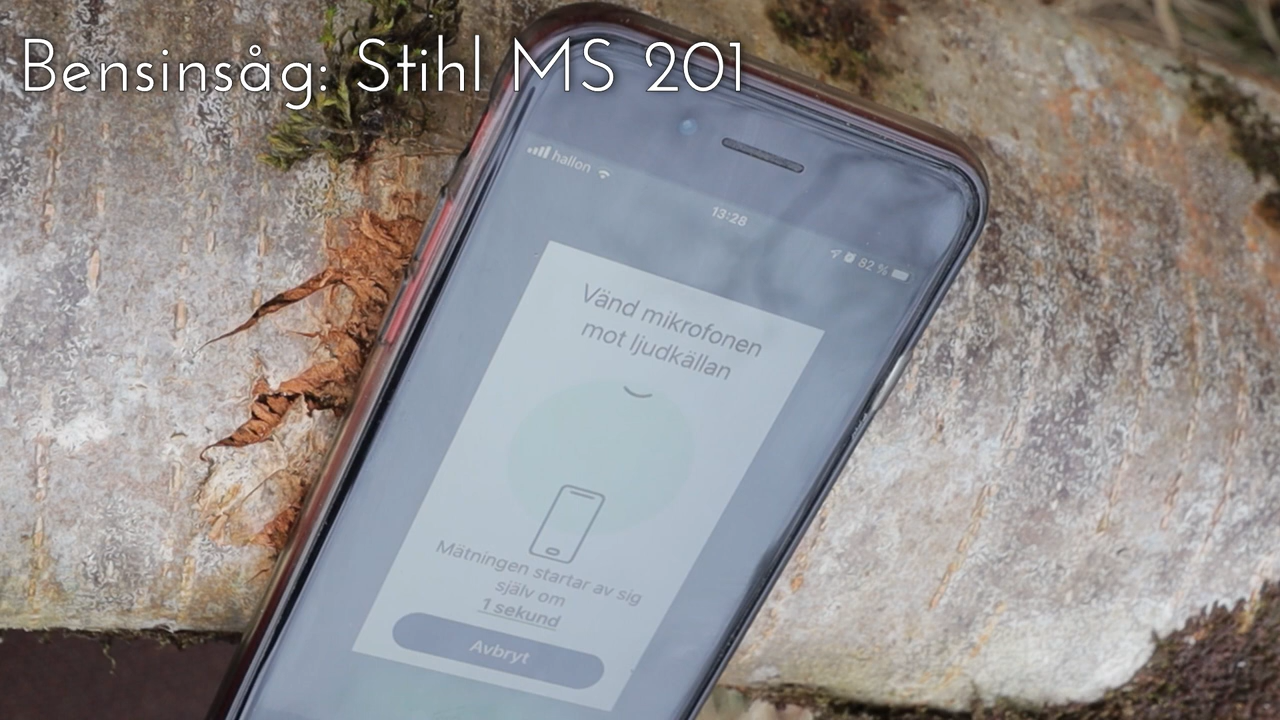 Bensinsåg: Stihl MS 201
hallon
13:28
82 %
Vänd mikrofonen
mot ljudkällan
Mätningen startar av sig
själv om
1 sekund
Avbryt